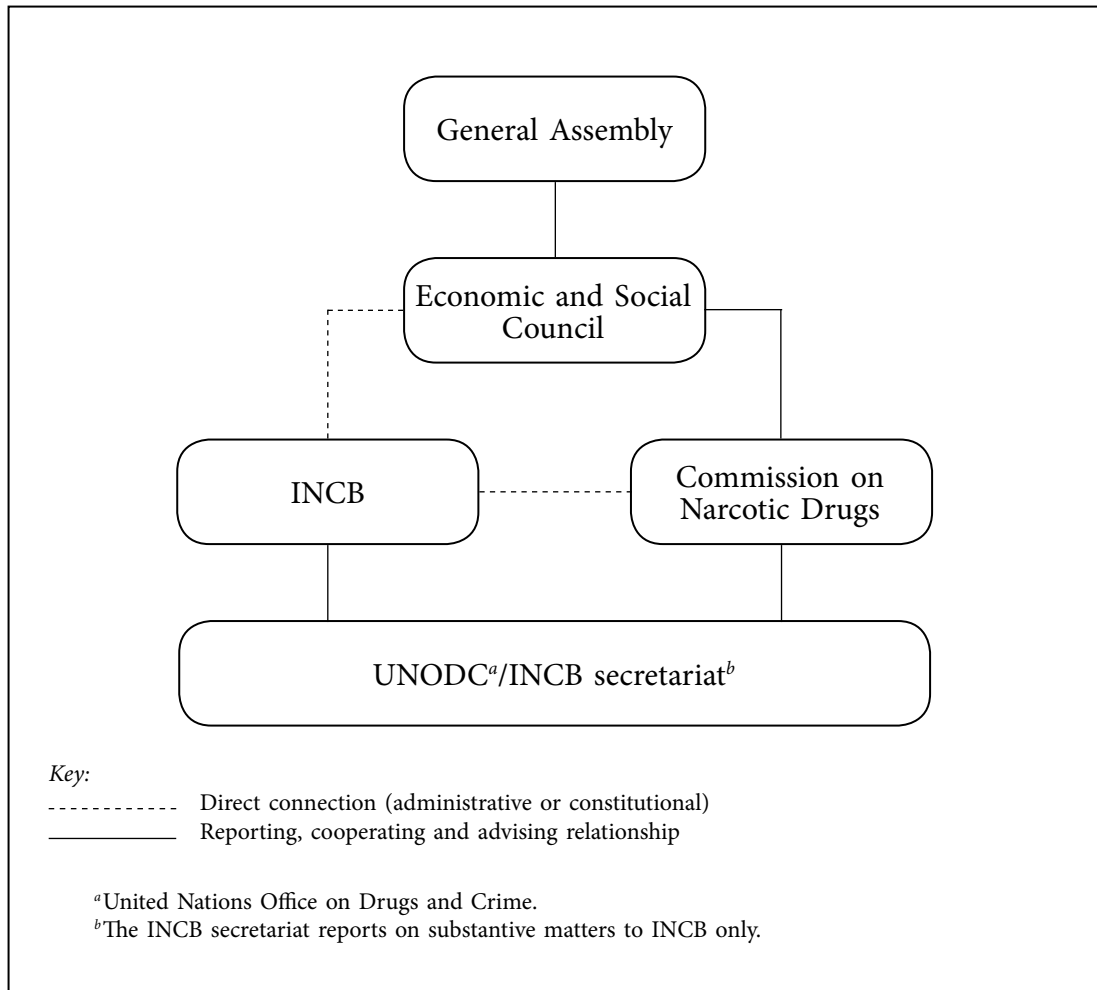 General Assembly
Economic and Social
Council
INCB
Commission on
Narcotic Drugs
UNODCa/INCB secretariatb
Key:
Direct connection (administrative or constitutional)
Reporting, cooperating and advising relationship
aUnited Nations Office on Drugs and Crime.
bThe INCB secretariat reports on substantive matters to INCB only.